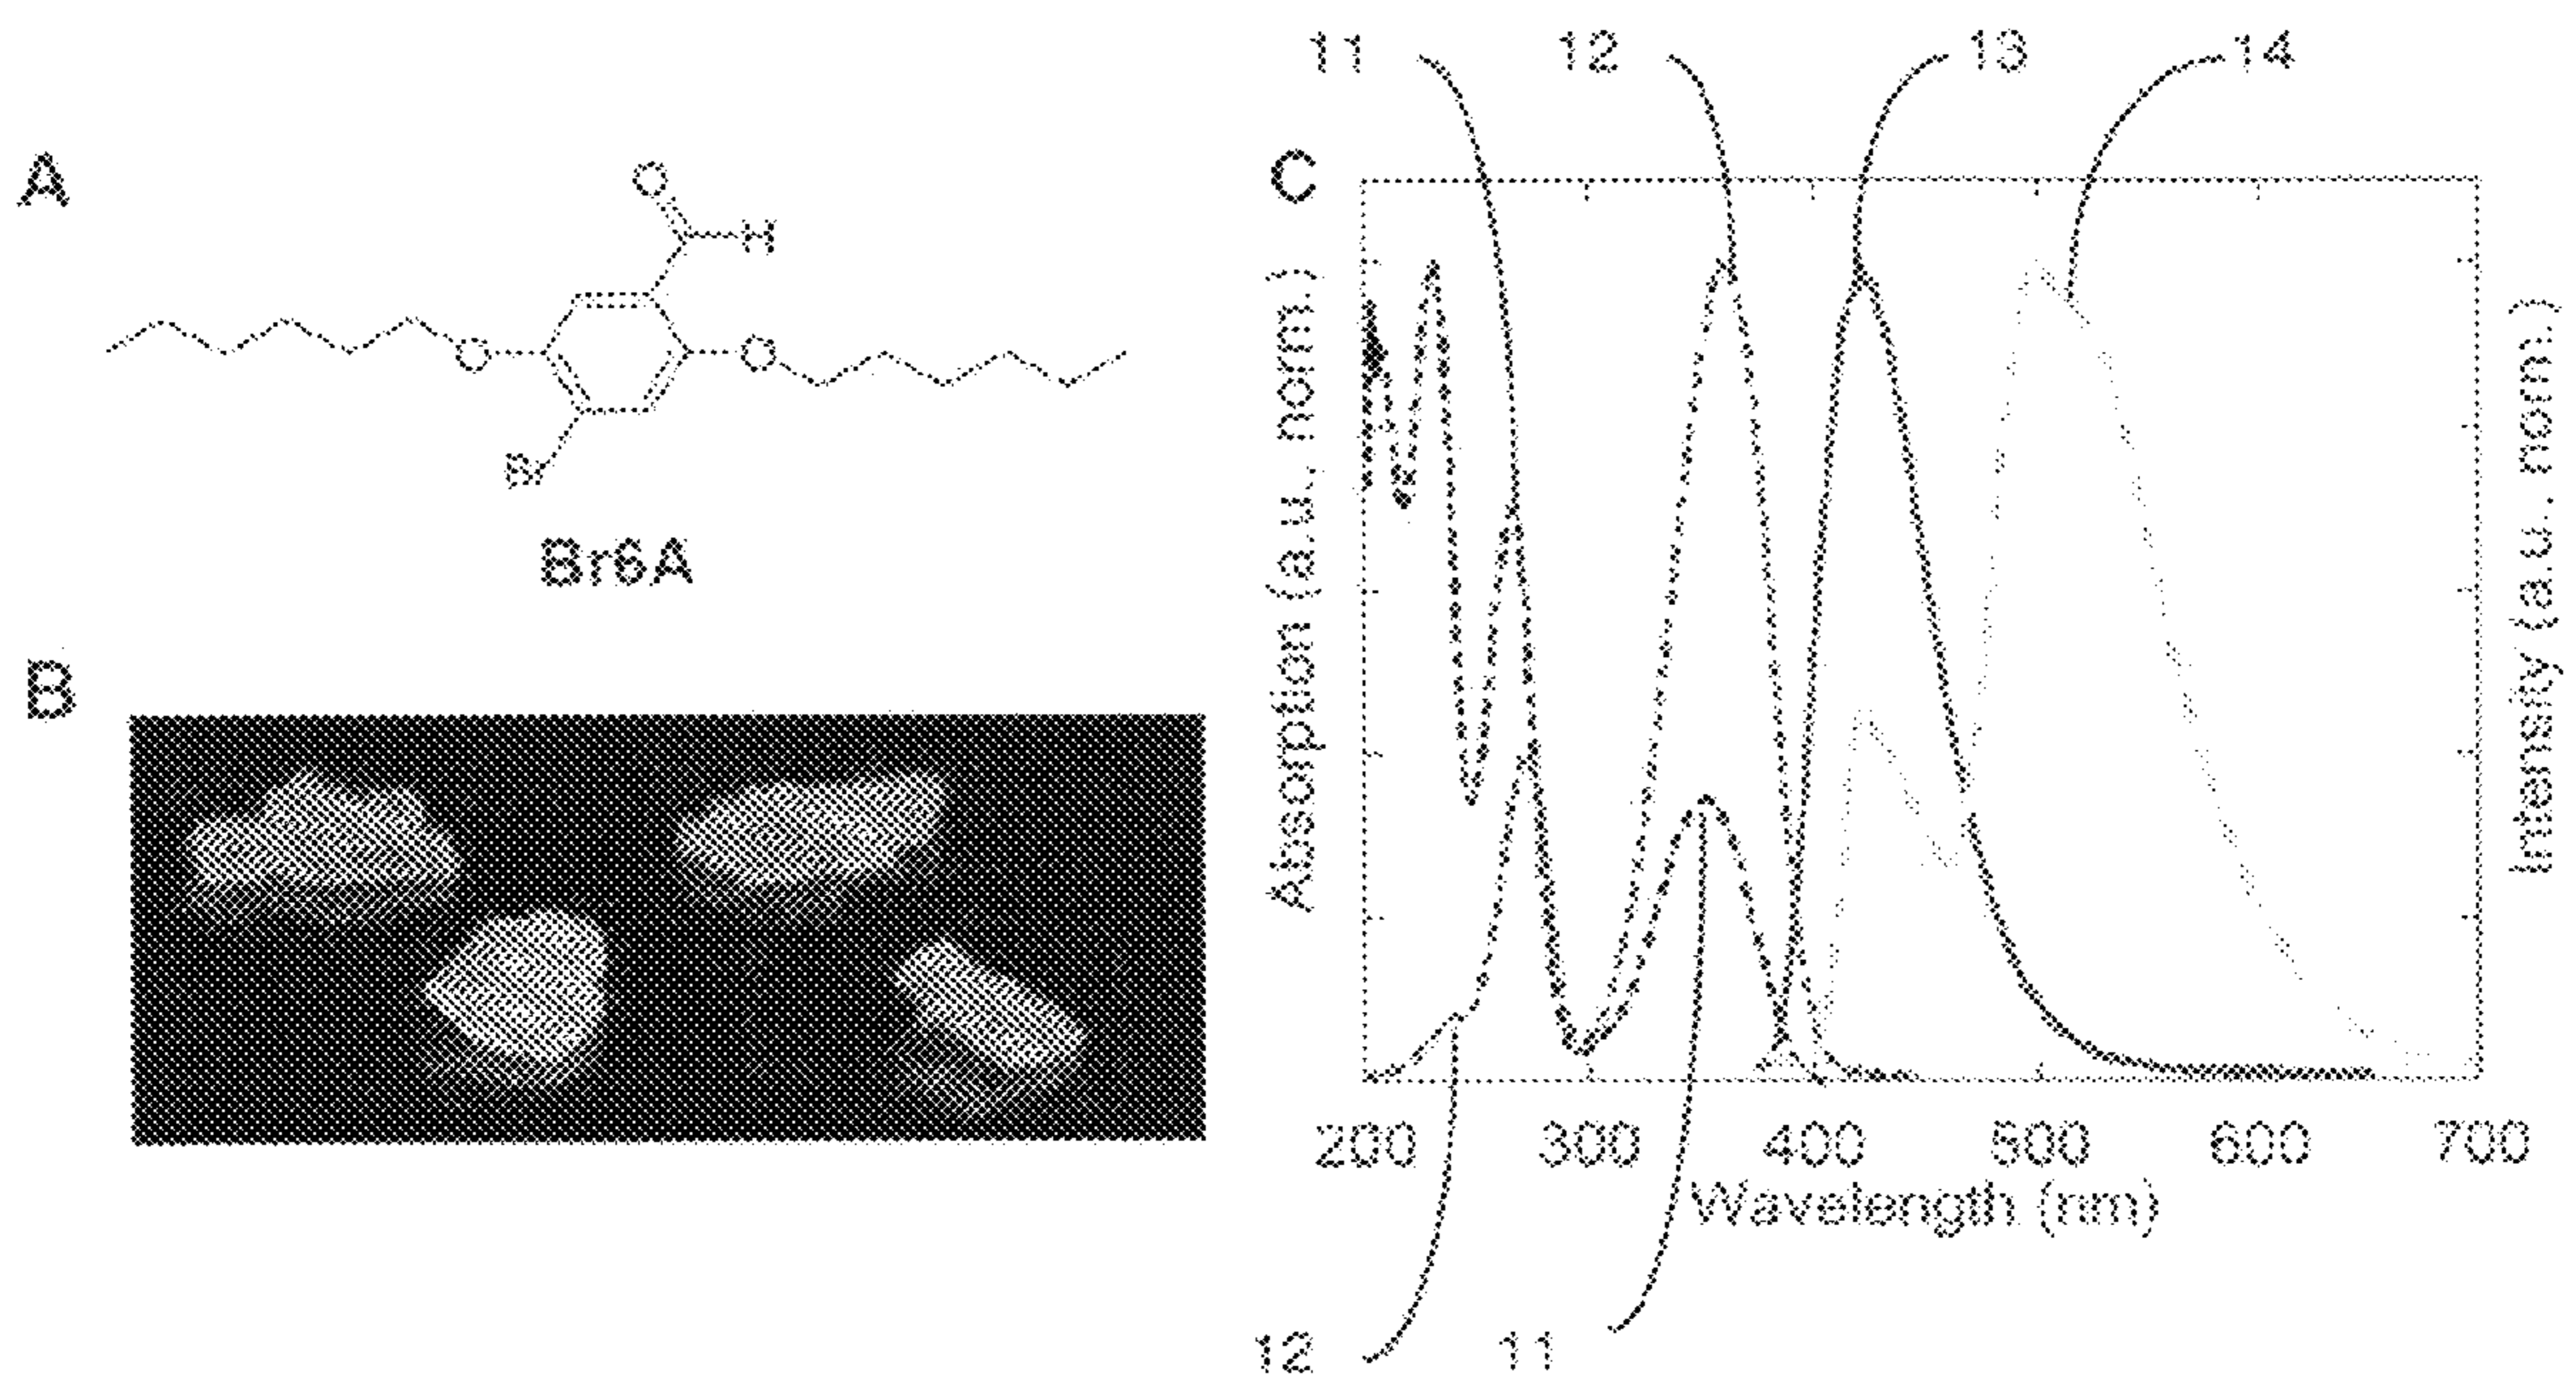 A
O
H
O
O
Br
Br6A
B
11
12
13
14
C
Absorption (a.u. norm.)
Intensity (a.u. norm.)
200 300 400 500 600 700
Wavelength (nm)
12
11